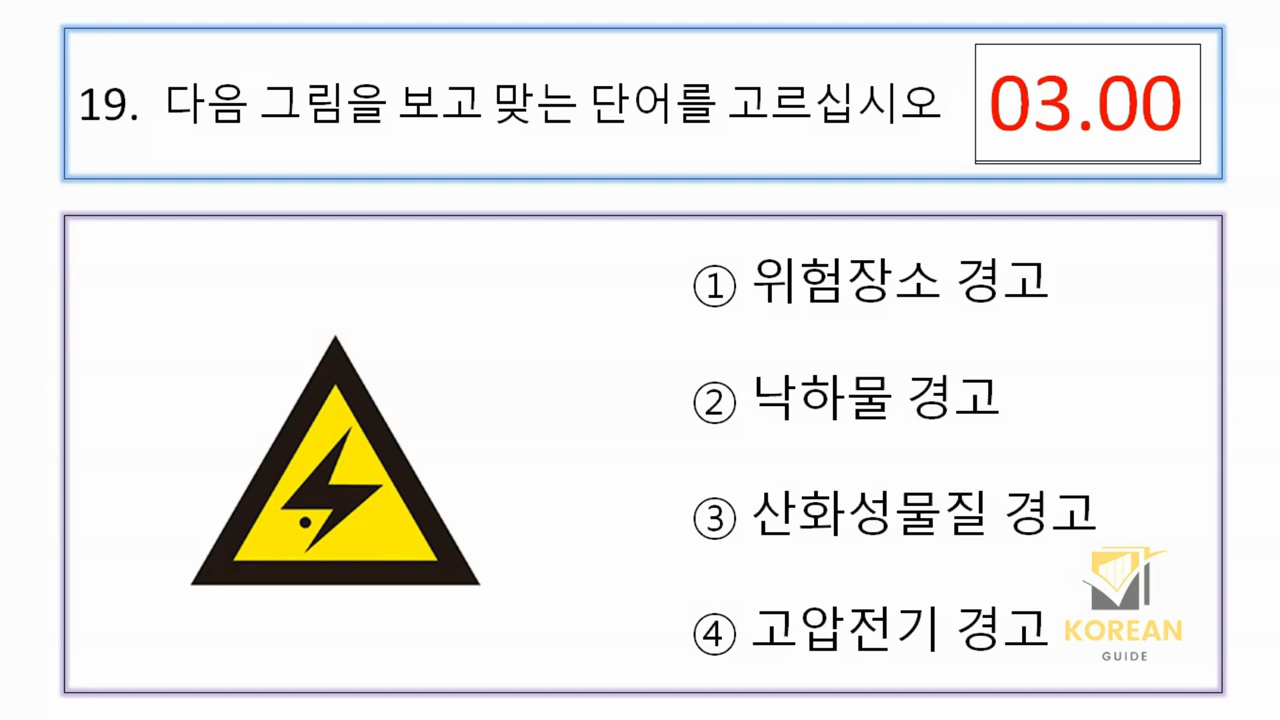 19. 다음 그림을 보고 맞는 단어를 고르십시오
03.00
① 위험장소 경고
② 낙하물 경고
③ 산화성물질 경고
④ 고압전기 경고
KOREAN
GUIDE